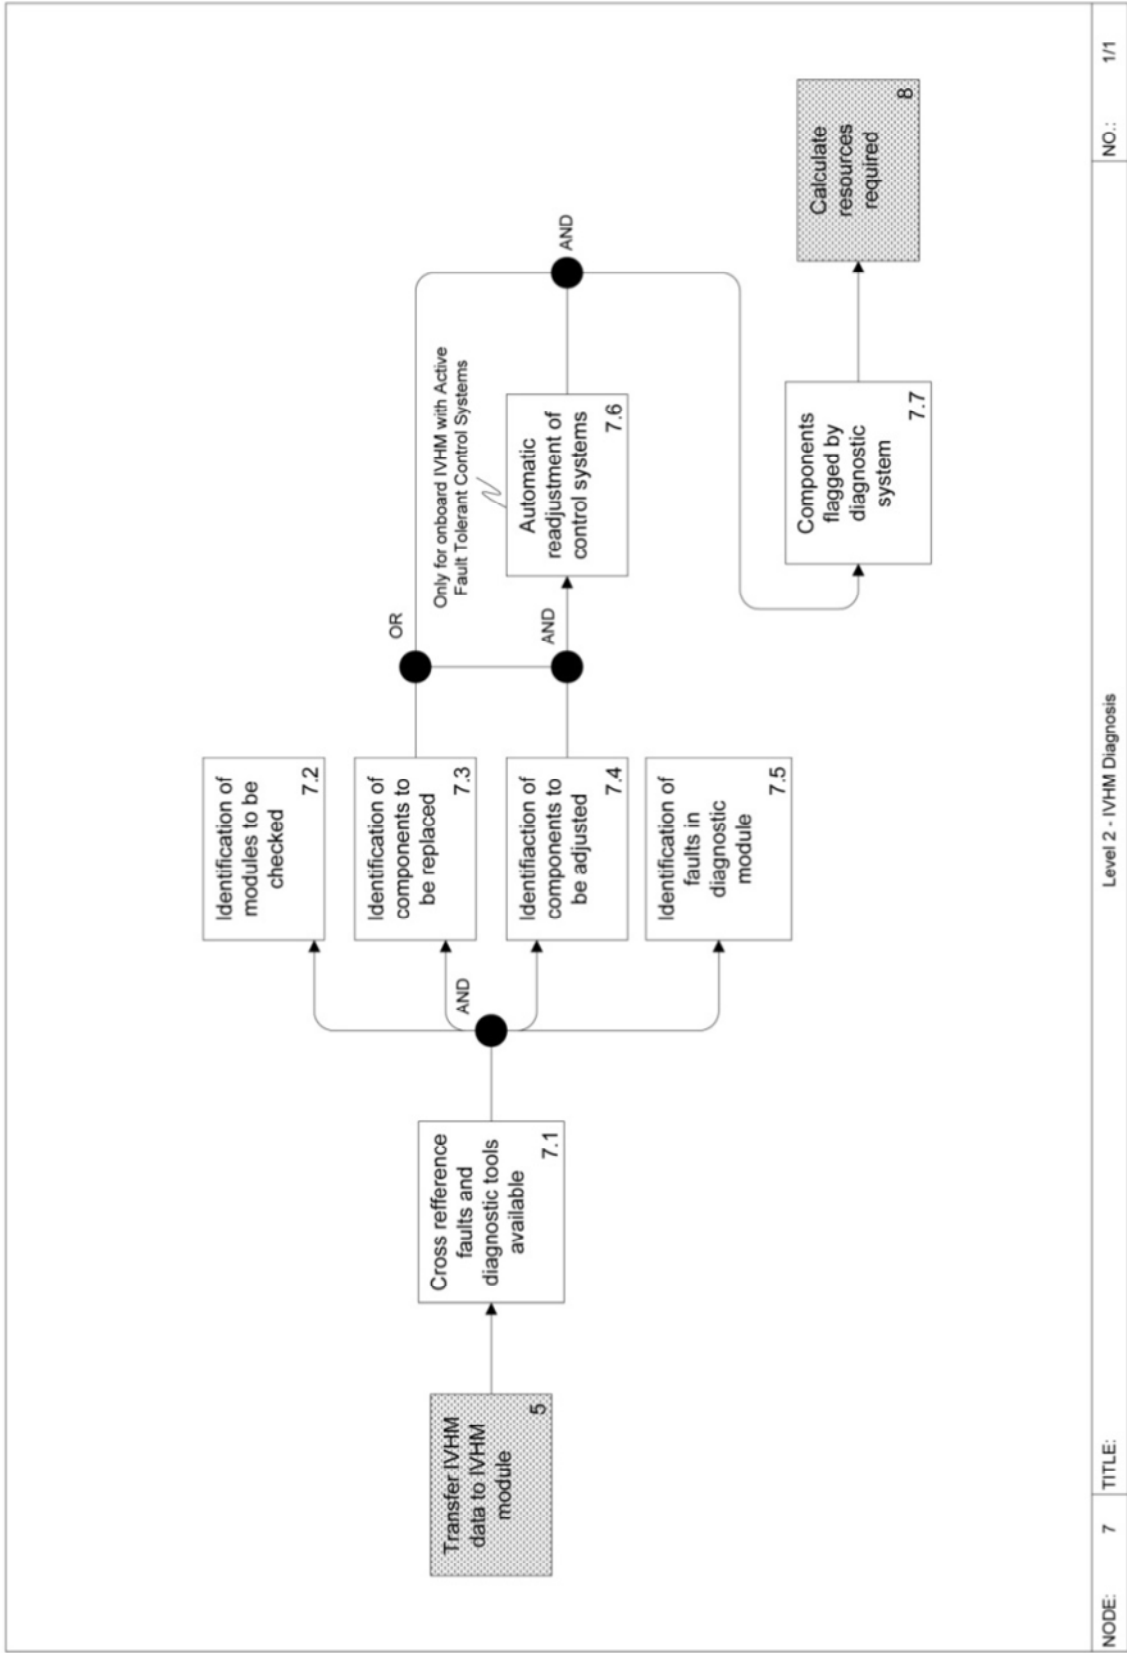 Transfer IVHM
data to IVHM
module
5
Cross refference
faults and
diagnostic tools
available
7.1
AND
Identification of
modules to be
checked
7.2
Identification of
components to
be replaced
7.3
Identifiaction of
components to
be adjusted
7.4
Identification of
faults in
diagnostic
module
7.5
OR
AND
Only for onboard IVHM with Active
Fault Tolerant Control Systems
Automatic
readjustment of
control systems
7.6
AND
Components
flagged by
diagnostic
system
7.7
Calculate
resources
required
8
NODE: 7 TITLE: Level 2 - IVHM Diagnosis NO.: 1/1